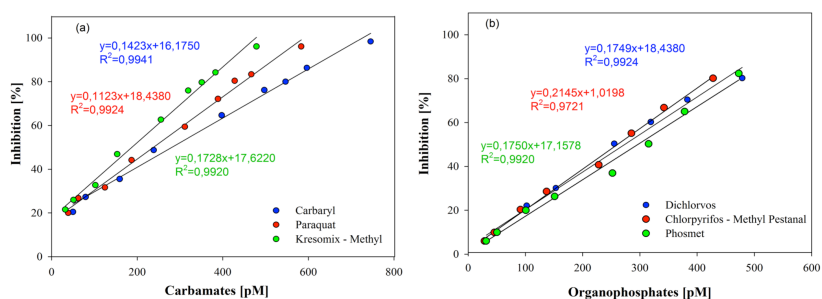 (a)
y=0,1423x+16,1750
R²=0,9941
y=0,1123x+18,4380
R²=0,9924
y=0,1728x+17,6220
R²=0,9920
Carbaryl
Paraquat
Kresomix - Methyl
Inhibition [%]
100
80
60
40
20
0
0 200 400 600 800
Carbamates [pM]
(b)
y=0,1749x+18,4380
R²=0,9924
y=0,2145x+1,0198
R²=0,9721
y=0,1750x+17,1578
R²=0,9920
Dichlorvos
Chlorpyrifos - Methyl Pestanal
Phosmet
Inhibition [%]
100
80
60
40
20
0
0 100 200 300 400 500 600
Organophosphates [pM]